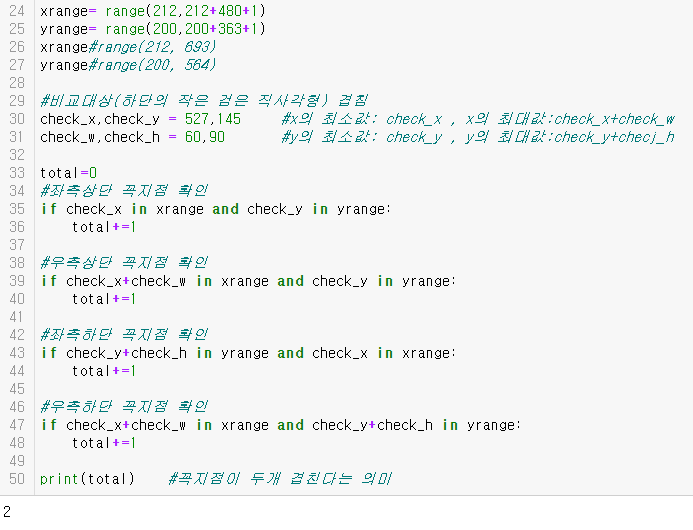 24 xrange= range(212,212+480+1)
25 yrange= range(200,200+363+1)
26 xrange#range(212, 693)
27 yrange#range(200, 564)
28
29 #비교대상(하단의 작은 검은 직사각형) 겹침
30 check_x,check_y = 527,145 #x의 최소값: check_x , x의 최대값:check_x+check_w
31 check_w,check_h = 60,90 #y의 최소값: check_y , y의 최대값:check_y+checj_h
32
33 total=0
34 #좌측상단 꼭지점 확인
35 if check_x in xrange and check_y in yrange:
36 total+=1
37
38 #우측상단 꼭지점 확인
39 if check_x+check_w in xrange and check_y in yrange:
40 total+=1
41
42 #좌측하단 꼭지점 확인
43 if check_y+check_h in yrange and check_x in xrange:
44 total+=1
45
46 #우측하단 꼭지점 확인
47 if check_x+check_w in xrange and check_y+check_h in yrange:
48 total+=1
49
50 print(total) #꼭지점이 두개 겹친다는 의미
2